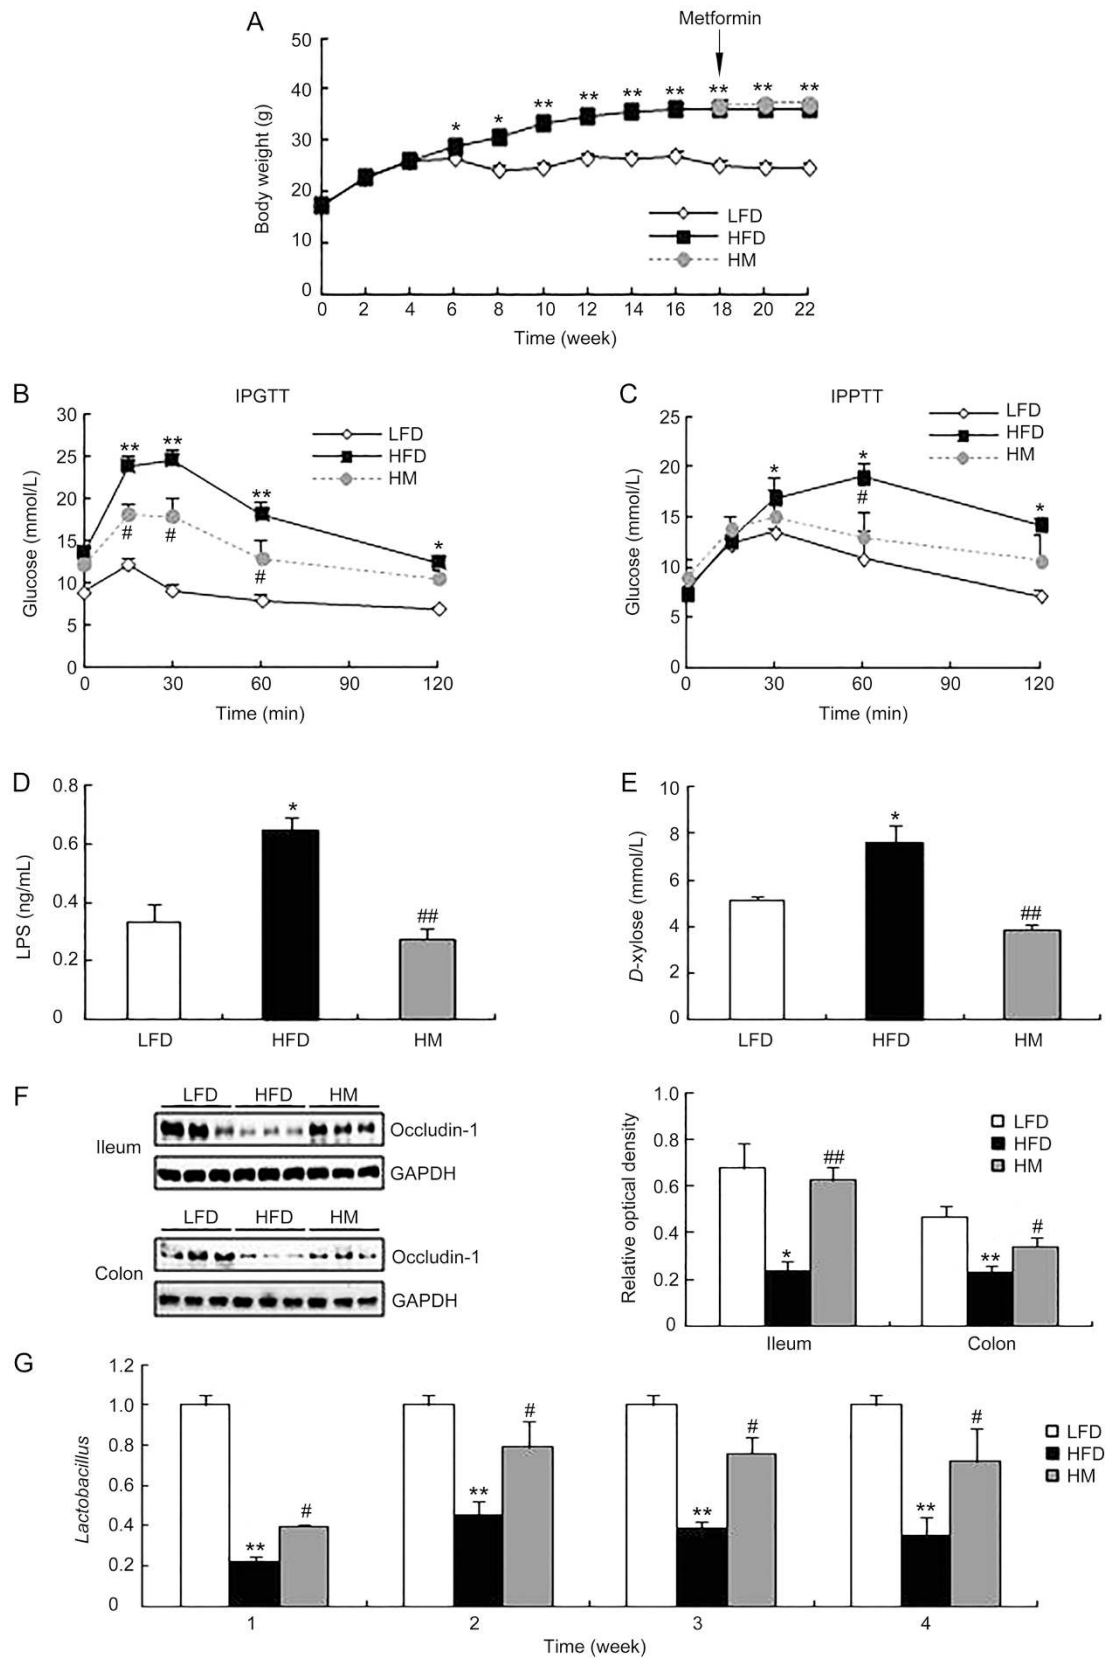 A
Metformin
50
40
30
20
10
0
Body weight (g)
* * ** ** ** ** ** ** **
LFD
HFD
HM
0 2 4 6 8 10 12 14 16 18 20 22
Time (week)
B
IPGTT
30
25
20
15
10
5
0
Glucose (mmol/L)
** ** ** *
# # #
LFD
HFD
HM
0 30 60 90 120
Time (min)
C
IPPTT
25
20
15
10
5
0
Glucose (mmol/L)
* * *
#
LFD
HFD
HM
0 30 60 90 120
Time (min)
D
0.8
0.6
0.4
0.2
0
LPS (ng/mL)
*
##
LFD HFD HM
E
10
8
6
4
2
0
D-xylose (mmol/L)
*
##
LFD HFD HM
F
LFD HFD HM
Ileum
Occludin-1
GAPDH
LFD HFD HM
Colon
Occludin-1
GAPDH
1.0
0.8
0.6
0.4
0.2
0
Relative optical density
* ## ** #
LFD
HFD
HM
Ileum Colon
G
1.2
1.0
0.8
0.6
0.4
0.2
0
Lactobacillus
** # ** # ** # ** #
LFD
HFD
HM
1 2 3 4
Time (week)